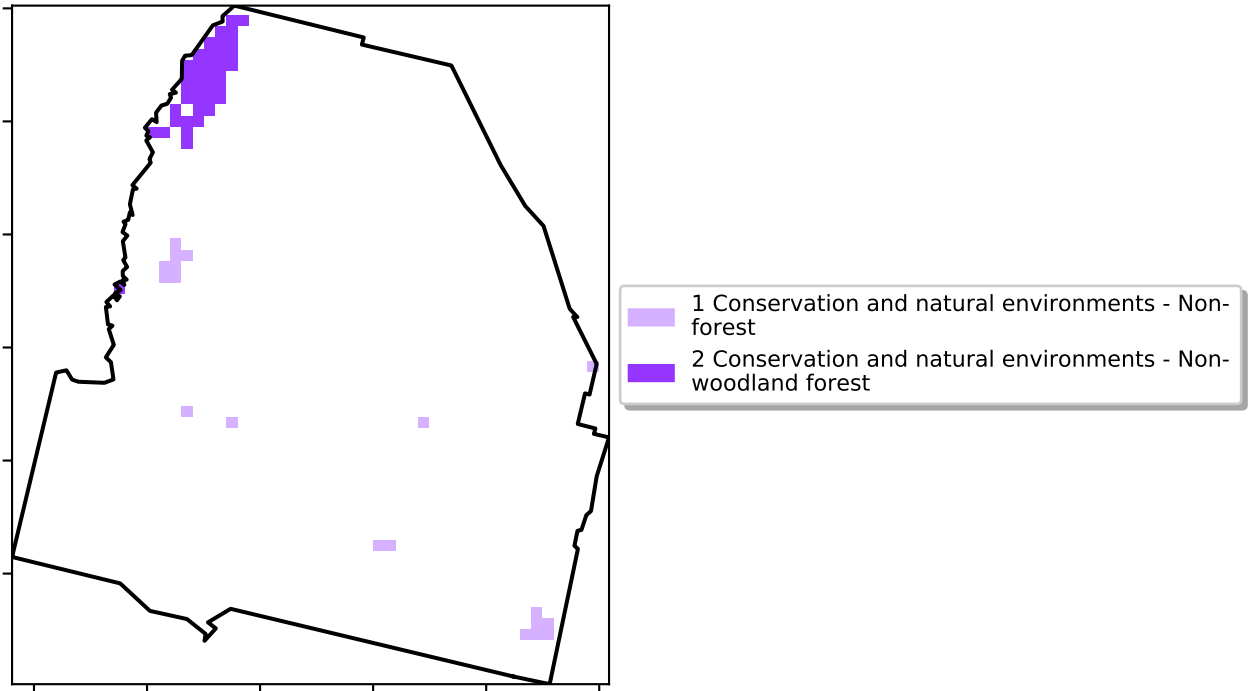 1 Conservation and natural environments - Non-
forest
2 Conservation and natural environments - Non-
woodland forest